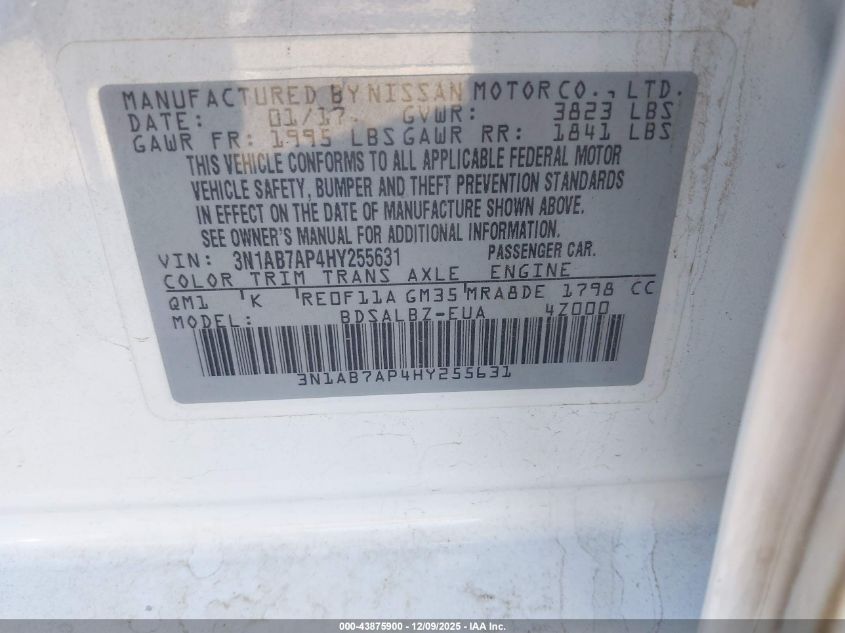 MANUFACTURED BY NISSAN MOTOR CO., LTD.
DATE: 01/17 GVWR: 3823 LBS
GAWR FR: 1995 LBS GAWR RR: 1841 LBS
THIS VEHICLE CONFORMS TO ALL APPLICABLE FEDERAL MOTOR
VEHICLE SAFETY, BUMPER AND THEFT PREVENTION STANDARDS
IN EFFECT ON THE DATE OF MANUFACTURE SHOWN ABOVE.
SEE OWNER'S MANUAL FOR ADDITIONAL INFORMATION.
VIN: 3N1AB7AP4HY255631 PASSENGER CAR.
COLOR TRIM TRANS AXLE ENGINE
QM1 K RE0F11A GM35 MRA8DE 1798 CC
MODEL: BDSALBZ-EUA 4Z000
3N1AB7AP4HY255631
000-43875900 - 12/09/2025 - IAA Inc.